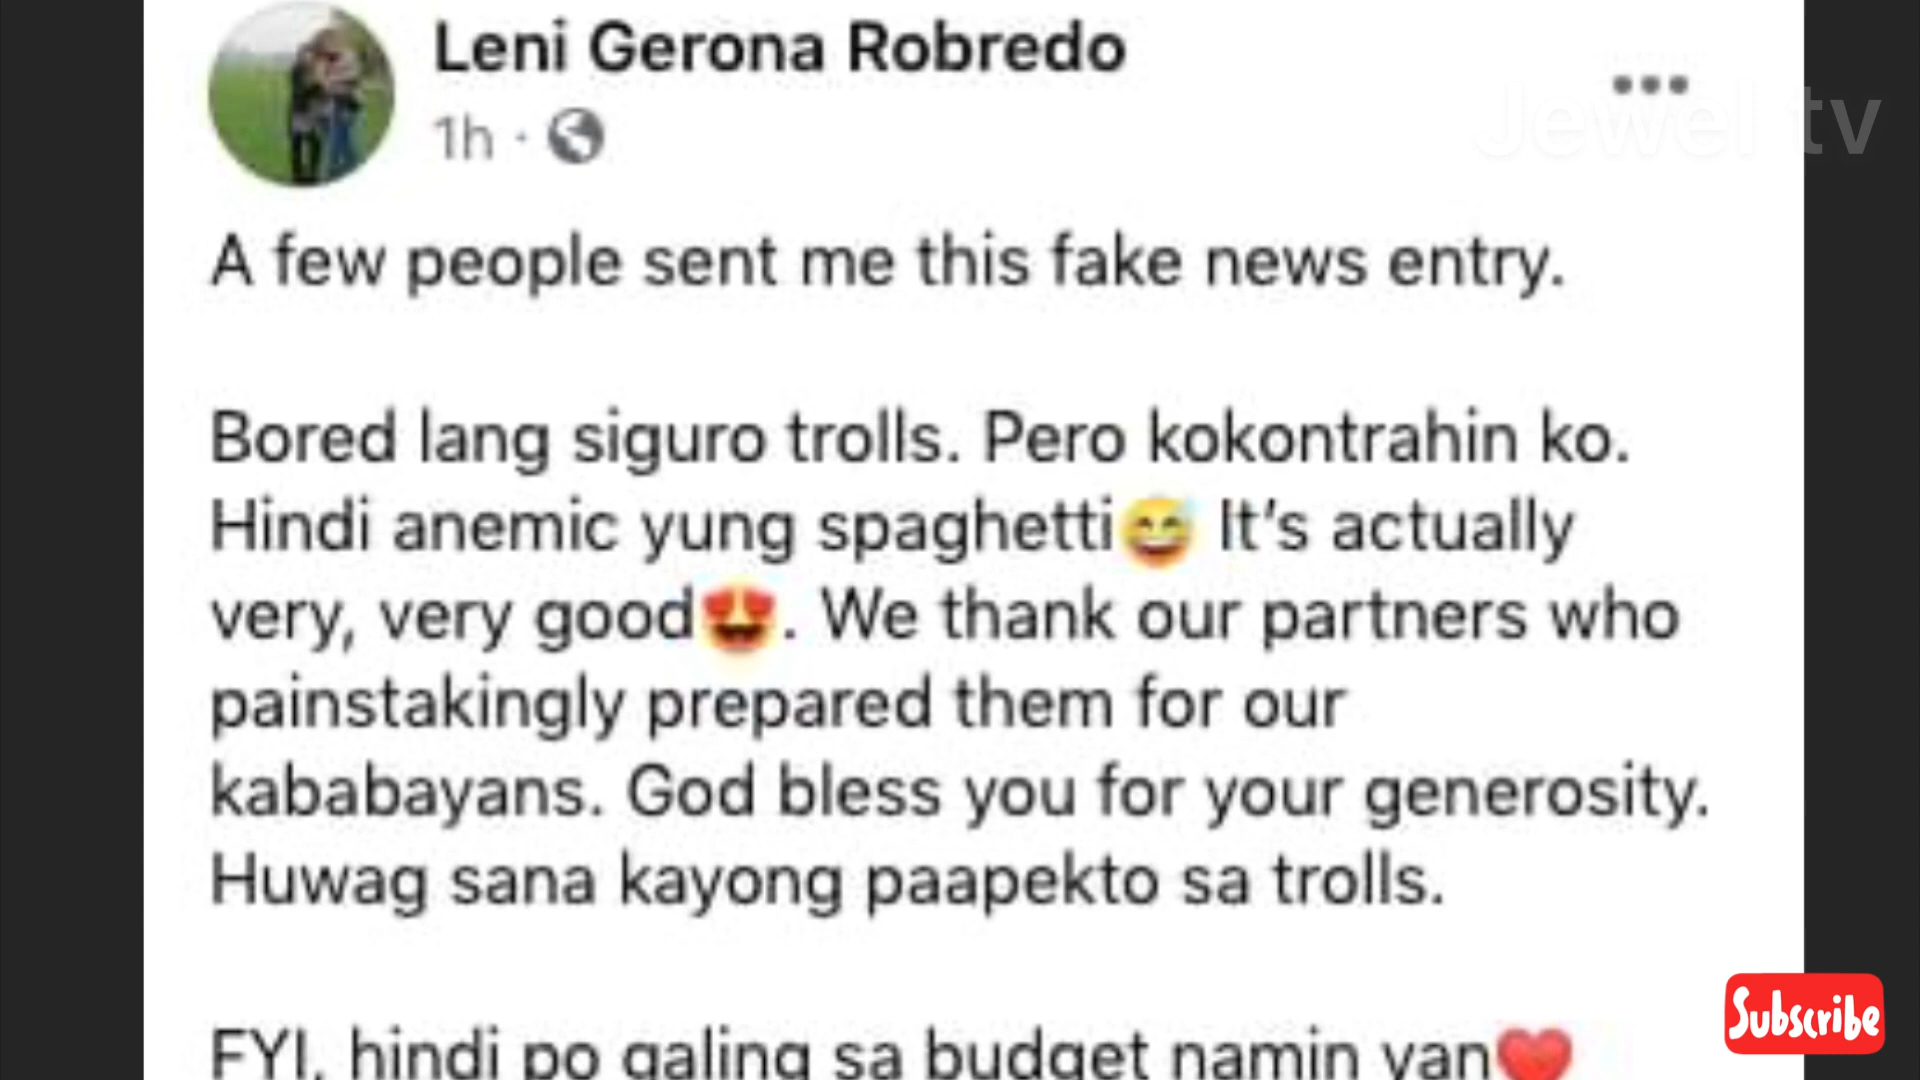 Leni Gerona Robredo
1h ·
Jewel tv
A few people sent me this fake news entry.
Bored lang siguro trolls. Pero kokontrahin ko.
Hindi anemic yung spaghetti😅 It's actually
very, very good😍. We thank our partners who
painstakingly prepared them for our
kababayans. God bless you for your generosity.
Huwag sana kayong paapekto sa trolls.
FYI, hindi po galing sa budget namin yan❤️
Subscribe